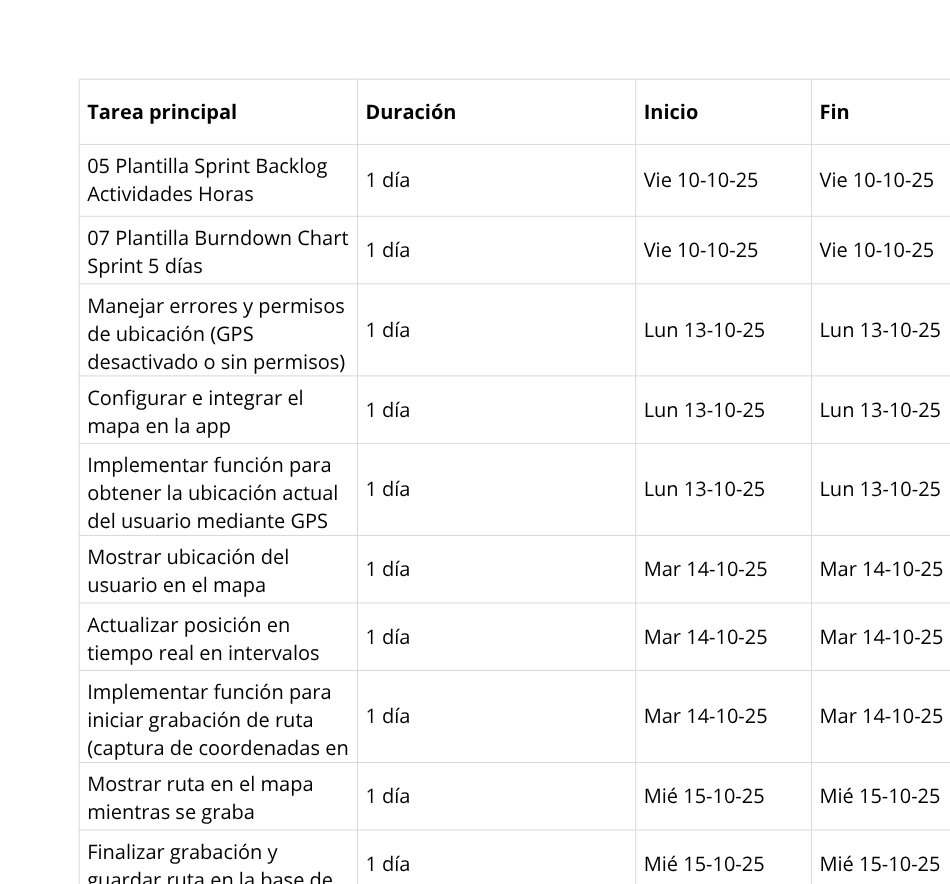 Tarea principal Duración Inicio Fin
05 Plantilla Sprint Backlog
Actividades Horas
1 día Vie 10-10-25 Vie 10-10-25
07 Plantilla Burndown Chart
Sprint 5 días
1 día Vie 10-10-25 Vie 10-10-25
Manejar errores y permisos
de ubicación (GPS
desactivado o sin permisos)
1 día Lun 13-10-25 Lun 13-10-25
Configurar e integrar el
mapa en la app
1 día Lun 13-10-25 Lun 13-10-25
Implementar función para
obtener la ubicación actual
del usuario mediante GPS
1 día Lun 13-10-25 Lun 13-10-25
Mostrar ubicación del
usuario en el mapa
1 día Mar 14-10-25 Mar 14-10-25
Actualizar posición en
tiempo real en intervalos
1 día Mar 14-10-25 Mar 14-10-25
Implementar función para
iniciar grabación de ruta
(captura de coordenadas en
1 día Mar 14-10-25 Mar 14-10-25
Mostrar ruta en el mapa
mientras se graba
1 día Mié 15-10-25 Mié 15-10-25
Finalizar grabación y
guardar ruta en la base de
1 día Mié 15-10-25 Mié 15-10-25